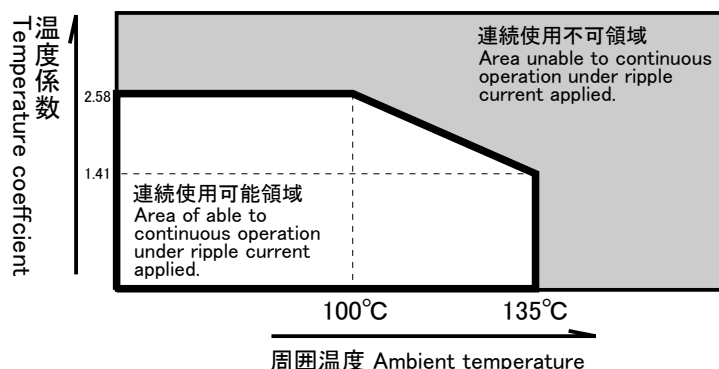 温度係数
Temperature coeffcient
連続使用不可領域
Area unable to continuous
operation under ripple
current applied.
2.58
1.41
連続使用可能領域
Area of able to
continuous operation
under ripple current
applied.
100℃
135℃
周囲温度 Ambient temperature